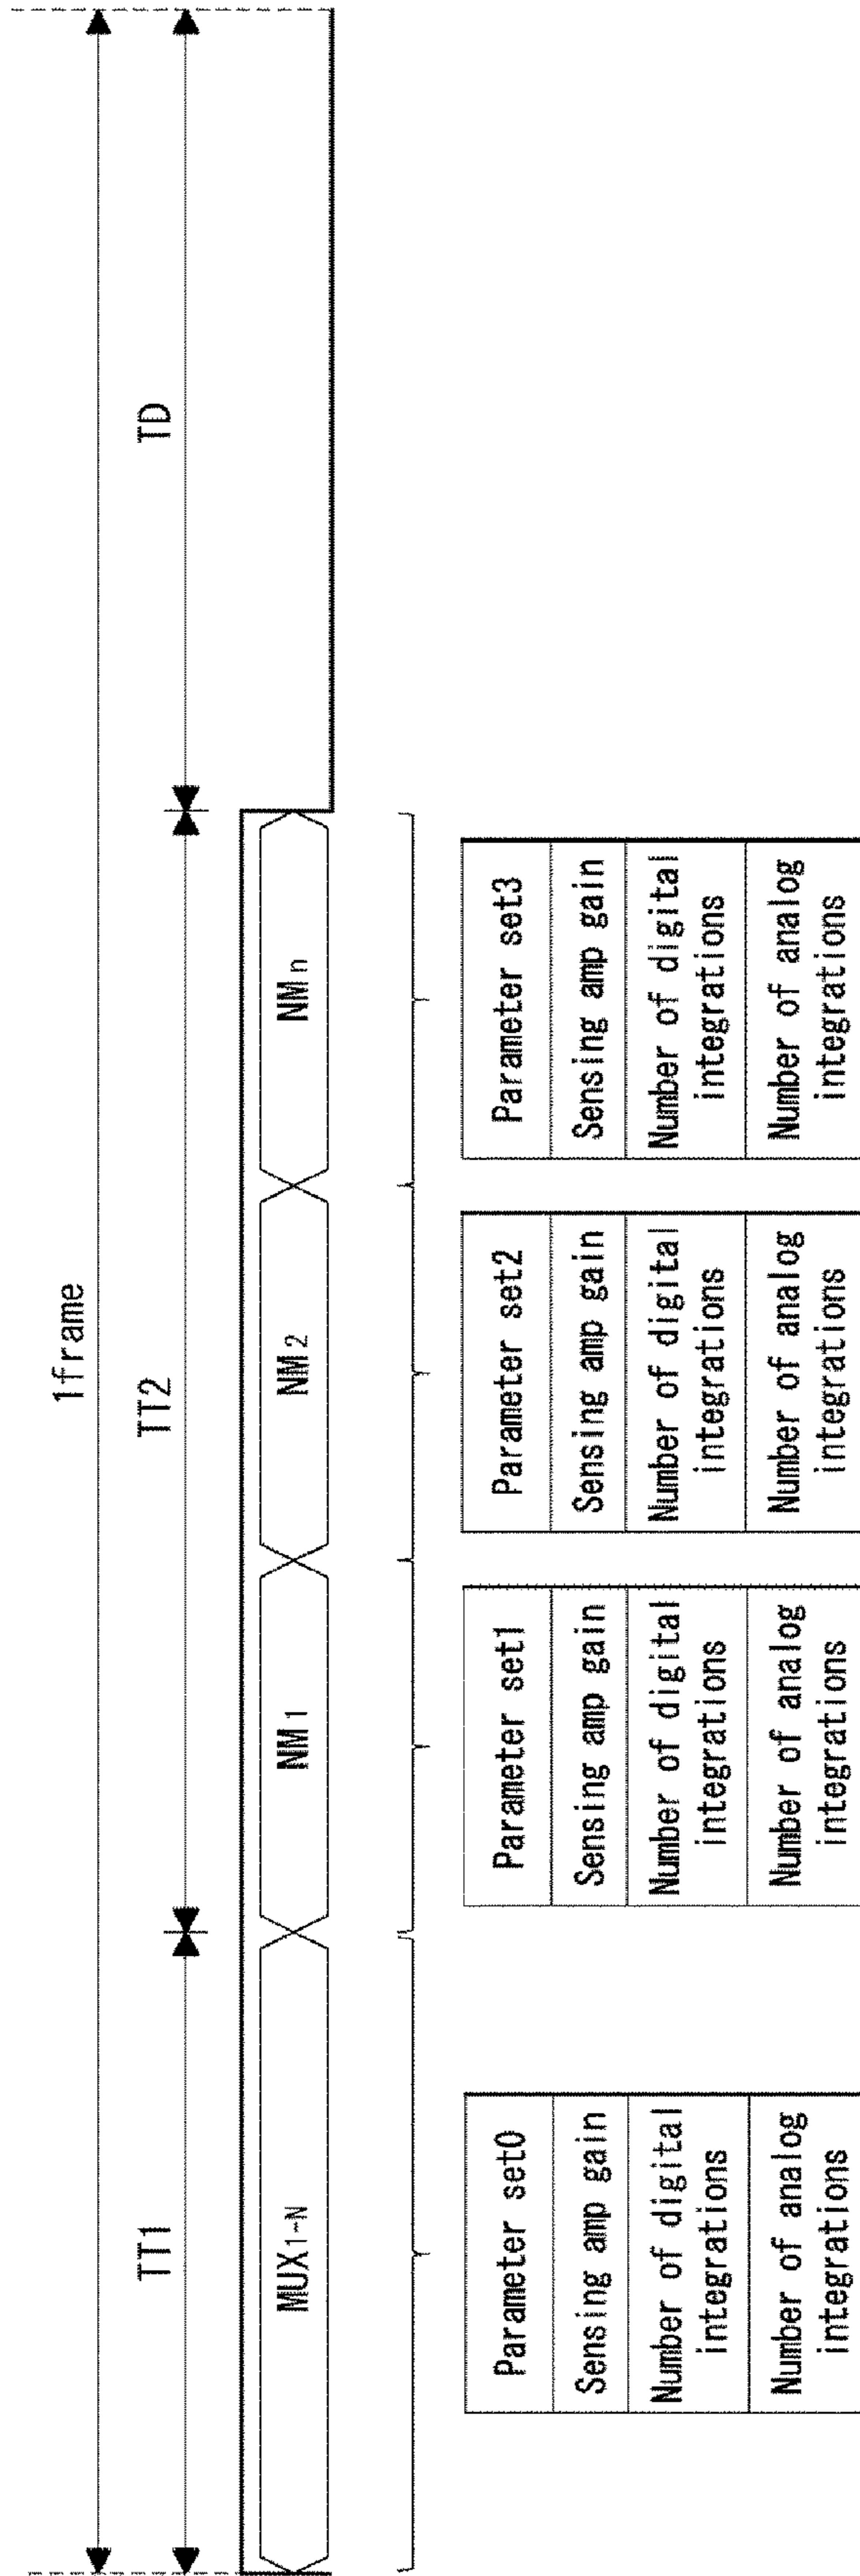 1frame
TT1
TT2
TD
MUX1-N
NM1
NM2
NMn
Parameter set0
Sensing amp gain
Number of digital
integrations
Number of analog
integrations
Parameter set1
Sensing amp gain
Number of digital
integrations
Number of analog
integrations
Parameter set2
Sensing amp gain
Number of digital
integrations
Number of analog
integrations
Parameter set3
Sensing amp gain
Number of digital
integrations
Number of analog
integrations